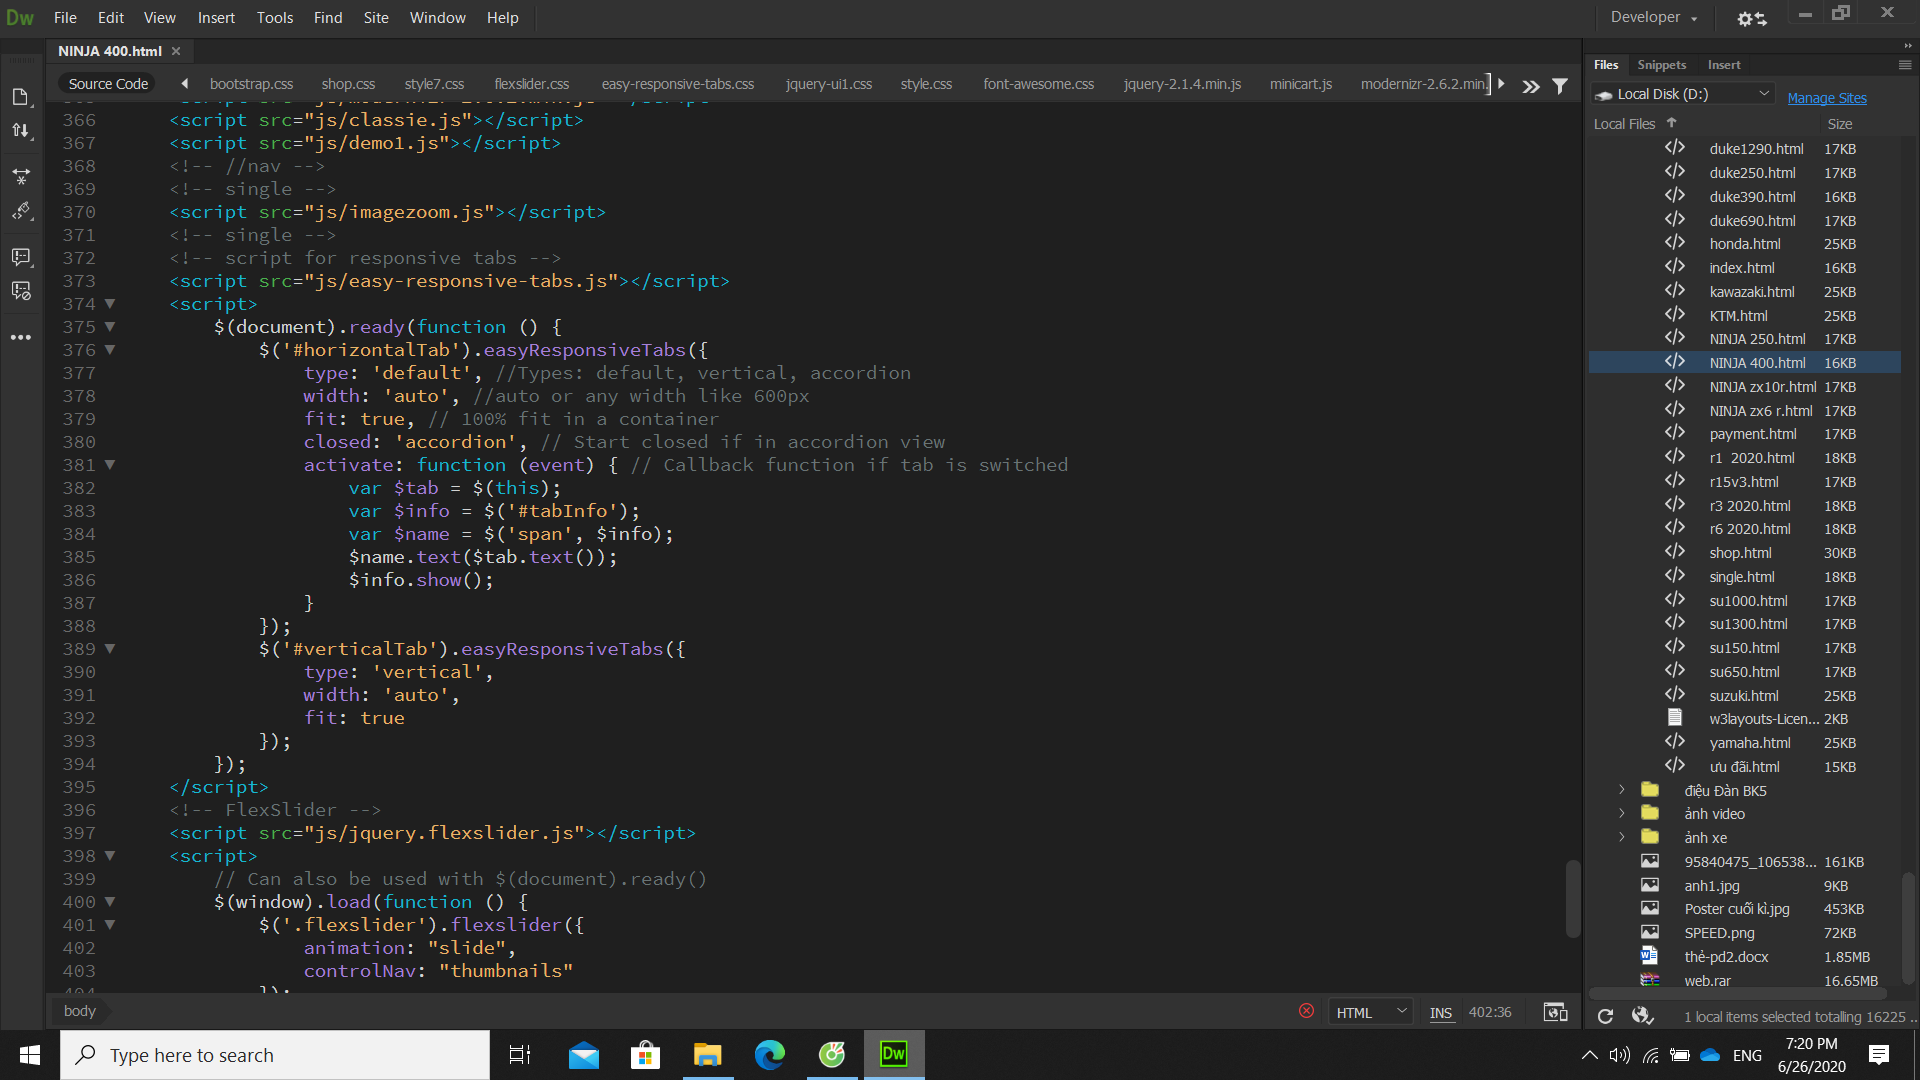 Dw File Edit View Insert Tools Find Site Window Help Developer
NINJA 400.html
Source Code bootstrap.css shop.css style7.css flexslider.css easy-responsive-tabs.css jquery-ui1.css style.css font-awesome.css jquery-2.1.4.min.js minicart.js modernizr-2.6.2.min.
366 <script src="js/classie.js"></script>
367 <script src="js/demo1.js"></script>
368 <!-- //nav -->
369 <!-- single -->
370 <script src="js/imagezoom.js"></script>
371 <!-- single -->
372 <!-- script for responsive tabs -->
373 <script src="js/easy-responsive-tabs.js"></script>
374 <script>
375 $(document).ready(function () {
376 $('#horizontalTab').easyResponsiveTabs({
377 type: 'default', //Types: default, vertical, accordion
378 width: 'auto', //auto or any width like 600px
379 fit: true, // 100% fit in a container
380 closed: 'accordion', // Start closed if in accordion view
381 activate: function (event) { // Callback function if tab is switched
382 var $tab = $(this);
383 var $info = $('#tabInfo');
384 var $name = $('span', $info);
385 $name.text($tab.text());
386 $info.show();
387 }
388 });
389 $('#verticalTab').easyResponsiveTabs({
390 type: 'vertical',
391 width: 'auto',
392 fit: true
393 });
394 });
395 </script>
396 <!-- FlexSlider -->
397 <script src="js/jquery.flexslider.js"></script>
398 <script>
399 // Can also be used with $(document).ready()
400 $(window).load(function () {
401 $('.flexslider').flexslider({
402 animation: "slide",
403 controlNav: "thumbnails"
body HTML INS 402:36
Files Snippets Insert
Local Disk (D:) Manage Sites
Local Files Size
duke1290.html 17KB
duke250.html 17KB
duke390.html 16KB
duke690.html 17KB
honda.html 25KB
index.html 16KB
kawazaki.html 25KB
KTM.html 25KB
NINJA 250.html 17KB
NINJA 400.html 16KB
NINJA zx10r.html 17KB
NINJA zx6 r.html 17KB
payment.html 17KB
r1 2020.html 18KB
r15v3.html 17KB
r3 2020.html 18KB
r6 2020.html 18KB
shop.html 30KB
single.html 18KB
su1000.html 17KB
su1300.html 17KB
su150.html 17KB
su650.html 17KB
suzuki.html 25KB
w3layouts-Licen... 2KB
yamaha.html 25KB
ưu đãi.html 15KB
điệu Đàn BK5
ảnh video
ảnh xe
95840475_106538... 161KB
anh1.jpg 9KB
Poster cuối kì.jpg 453KB
SPEED.png 72KB
thẻ-pd2.docx 1.85MB
web.rar 16.65MB
1 local items selected totalling 16225 ..
Type here to search
Dw
ENG
7:20 PM
6/26/2020